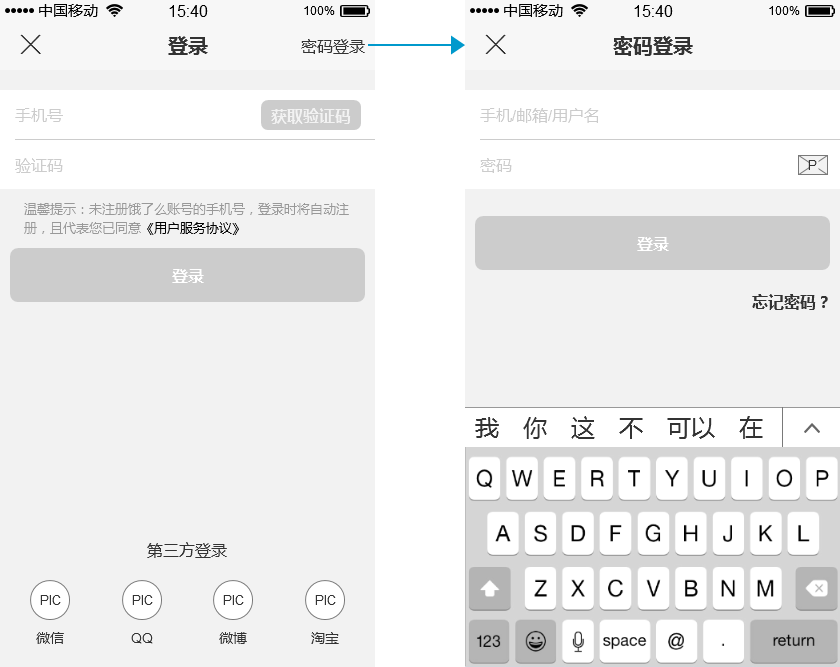 中国移动 15:40 100%
登录 密码登录
手机号 获取验证码
验证码
温馨提示：未注册饿了么账号的手机号，登录时将自动注
册，且代表您已同意《用户服务协议》
登录
第三方登录
PIC PIC PIC PIC
微信 QQ 微博 淘宝
中国移动 15:40 100%
密码登录
手机/邮箱/用户名
密码 P
登录
忘记密码？
我 你 这 不 可以 在
Q W E R T Y U I O P
A S D F G H J K L
Z X C V B N M
123 space @ . return